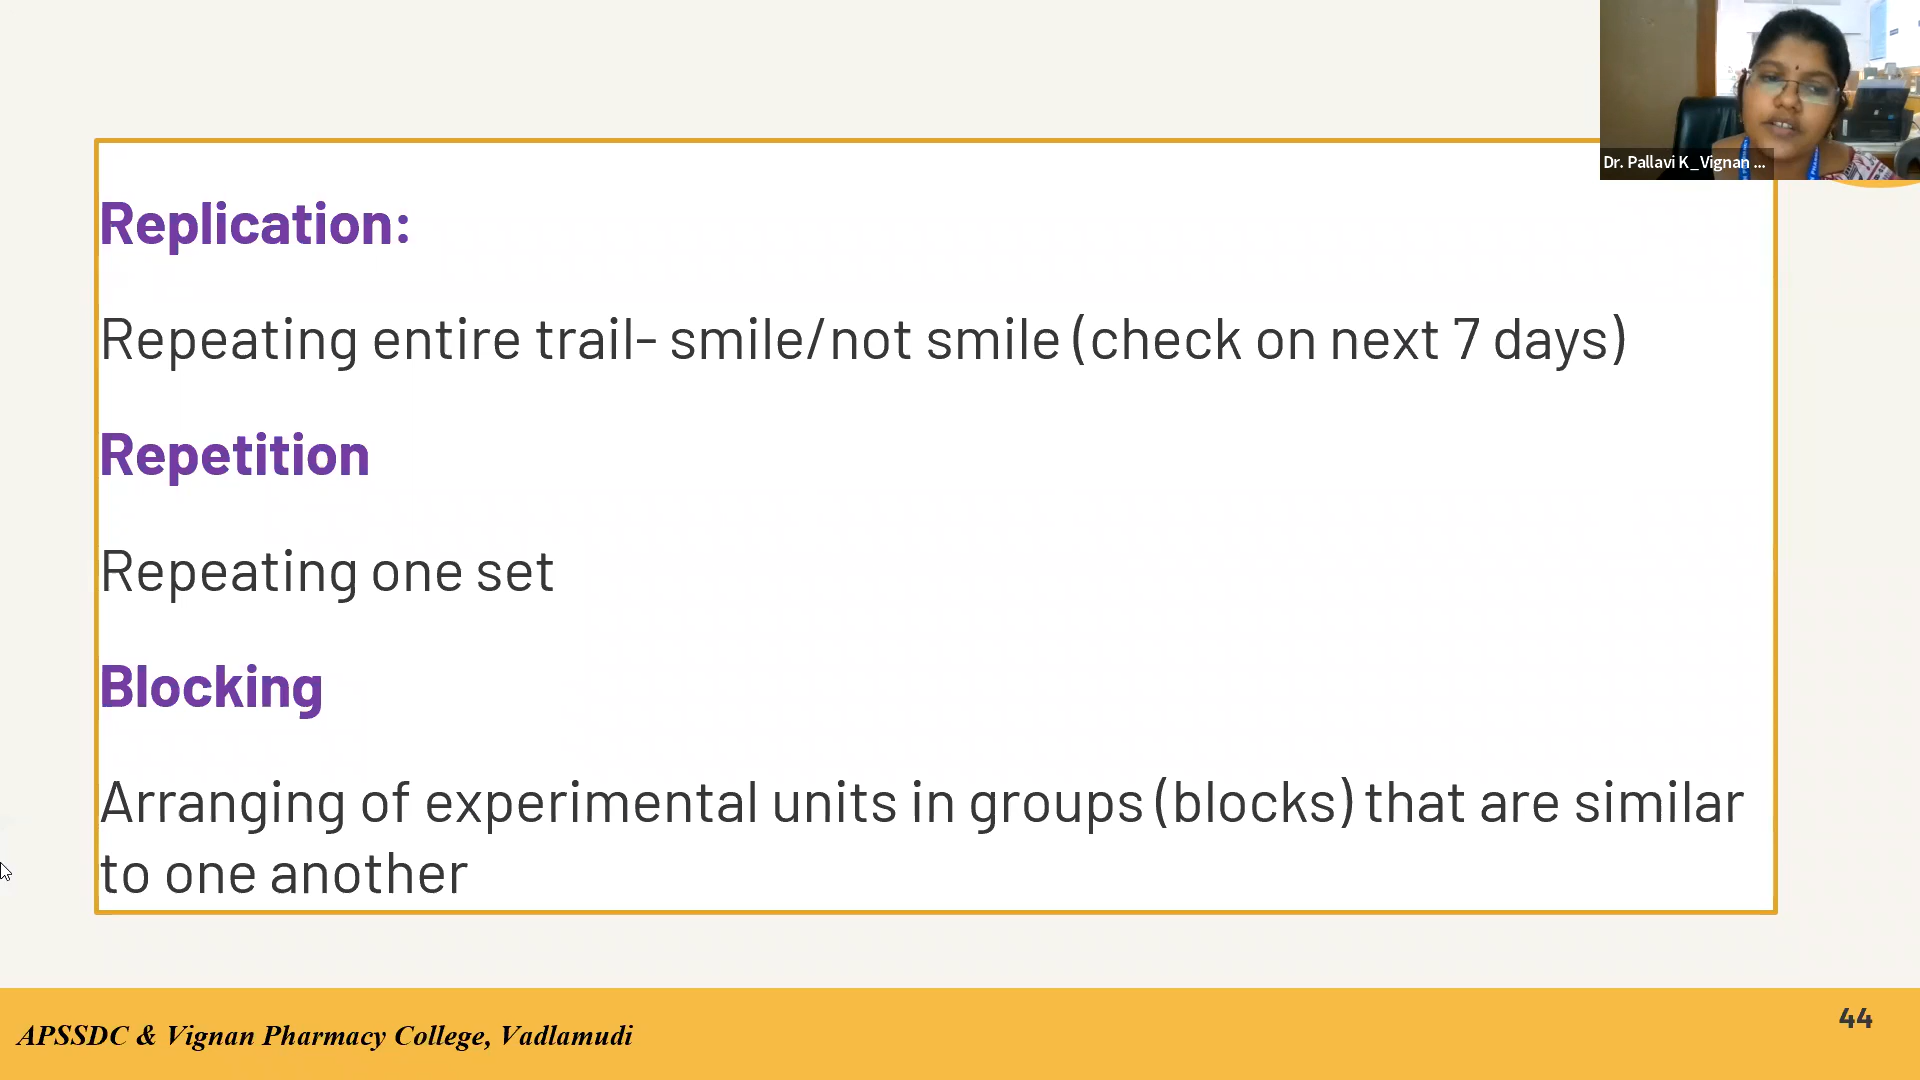 Dr. Pallavi K_Vignan ...
Replication:
Repeating entire trail- smile/not smile (check on next 7 days)
Repetition
Repeating one set
Blocking
Arranging of experimental units in groups (blocks) that are similar
to one another
APSSDC & Vignan Pharmacy College, Vadlamudi
44